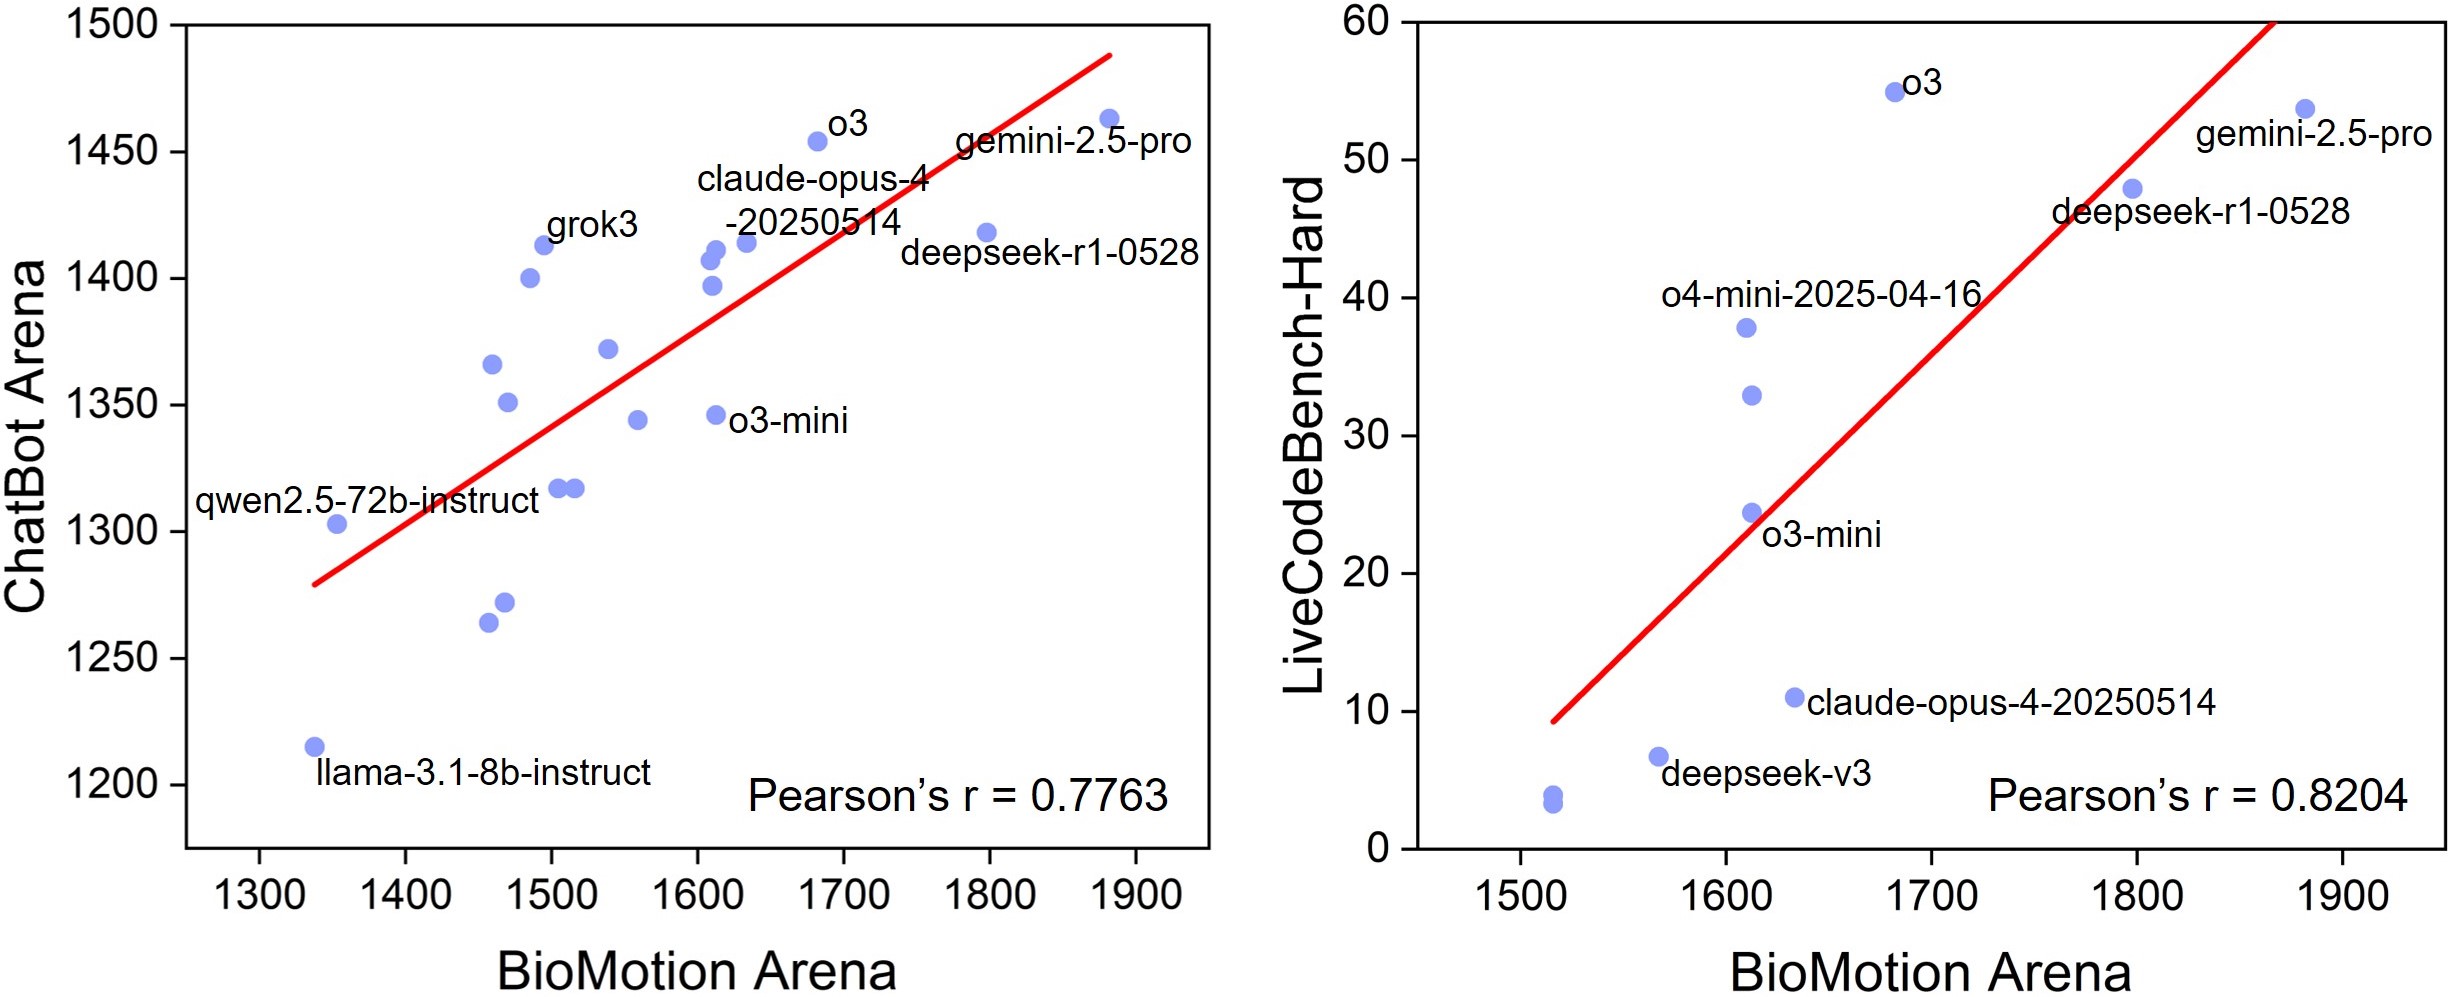 1500
1450
1400
1350
1300
1250
1200
ChatBot Arena
o3
gemini-2.5-pro
claude-opus-4
-20250514
grok3
deepseek-r1-0528
o3-mini
qwen2.5-72b-instruct
llama-3.1-8b-instruct
Pearson’s r = 0.7763
1300 1400 1500 1600 1700 1800 1900
BioMotion Arena
60
50
40
30
20
10
0
LiveCodeBench-Hard
o3
gemini-2.5-pro
deepseek-r1-0528
o4-mini-2025-04-16
o3-mini
claude-opus-4-20250514
deepseek-v3
Pearson’s r = 0.8204
1500 1600 1700 1800 1900
BioMotion Arena